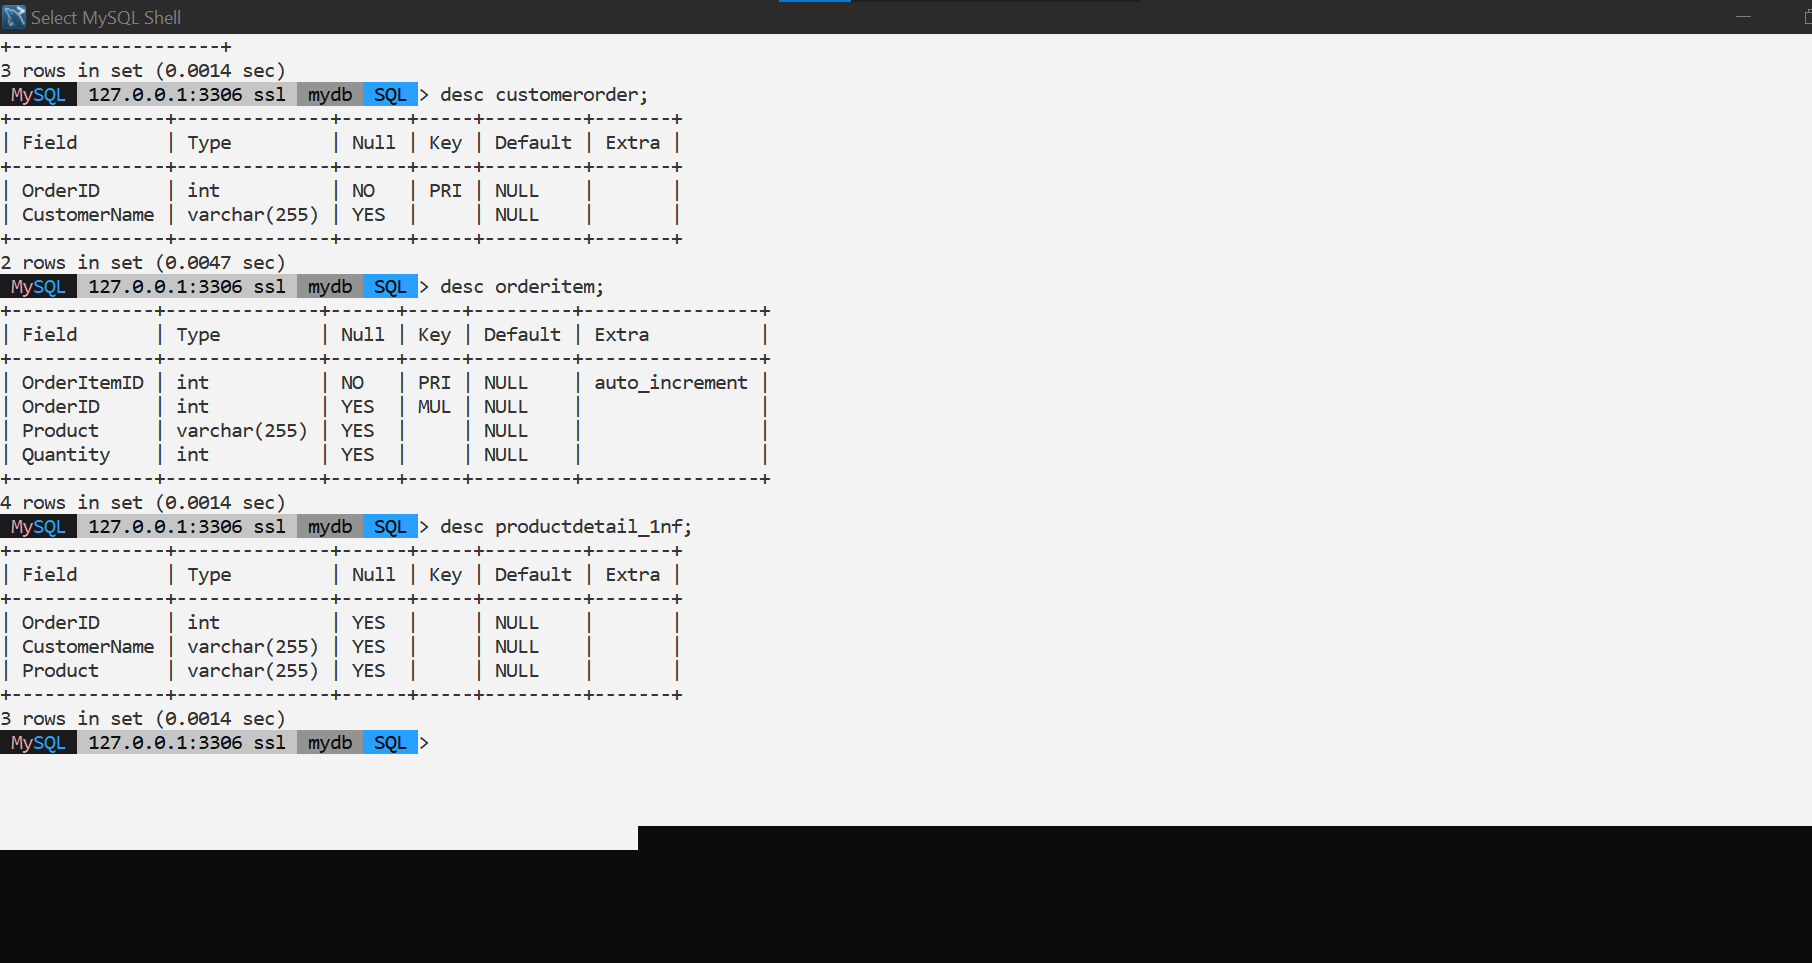 Select MySQL Shell
+-------------------+
3 rows in set (0.0014 sec)
MySQL 127.0.0.1:3306 ssl mydb SQL > desc customerorder;
+--------------+--------------+------+-----+---------+-------+
| Field        | Type         | Null | Key | Default | Extra |
+--------------+--------------+------+-----+---------+-------+
| OrderID      | int          | NO   | PRI | NULL    |       |
| CustomerName | varchar(255) | YES  |     | NULL    |       |
+--------------+--------------+------+-----+---------+-------+
2 rows in set (0.0047 sec)
MySQL 127.0.0.1:3306 ssl mydb SQL > desc orderitem;
+-------------+--------------+------+-----+---------+----------------+
| Field       | Type         | Null | Key | Default | Extra          |
+-------------+--------------+------+-----+---------+----------------+
| OrderItemID | int          | NO   | PRI | NULL    | auto_increment |
| OrderID     | int          | YES  | MUL | NULL    |                |
| Product     | varchar(255) | YES  |     | NULL    |                |
| Quantity    | int          | YES  |     | NULL    |                |
+-------------+--------------+------+-----+---------+----------------+
4 rows in set (0.0014 sec)
MySQL 127.0.0.1:3306 ssl mydb SQL > desc productdetail_1nf;
+--------------+--------------+------+-----+---------+-------+
| Field        | Type         | Null | Key | Default | Extra |
+--------------+--------------+------+-----+---------+-------+
| OrderID      | int          | YES  |     | NULL    |       |
| CustomerName | varchar(255) | YES  |     | NULL    |       |
| Product      | varchar(255) | YES  |     | NULL    |       |
+--------------+--------------+------+-----+---------+-------+
3 rows in set (0.0014 sec)
MySQL 127.0.0.1:3306 ssl mydb SQL >